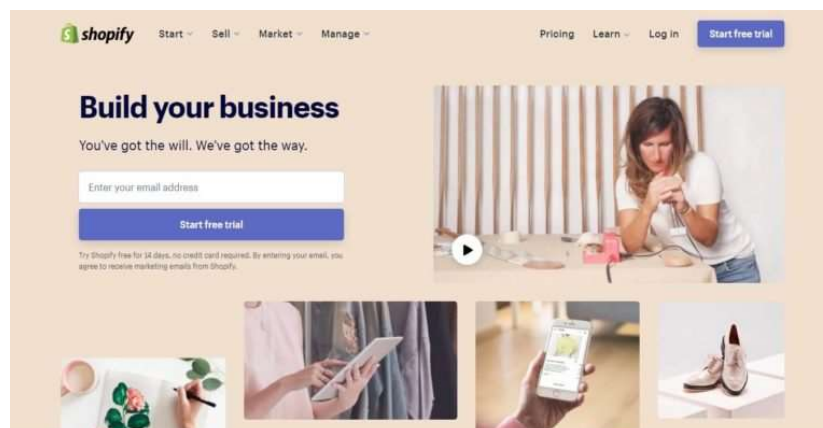 shopify Start Sell Market Manage Pricing Learn Log in Start free trial
Build your business
You've got the will. We've got the way.
Enter your email address
Start free trial
Try Shopify free for 14 days, no credit card required. By entering your email, you
agree to receive marketing emails from Shopify.